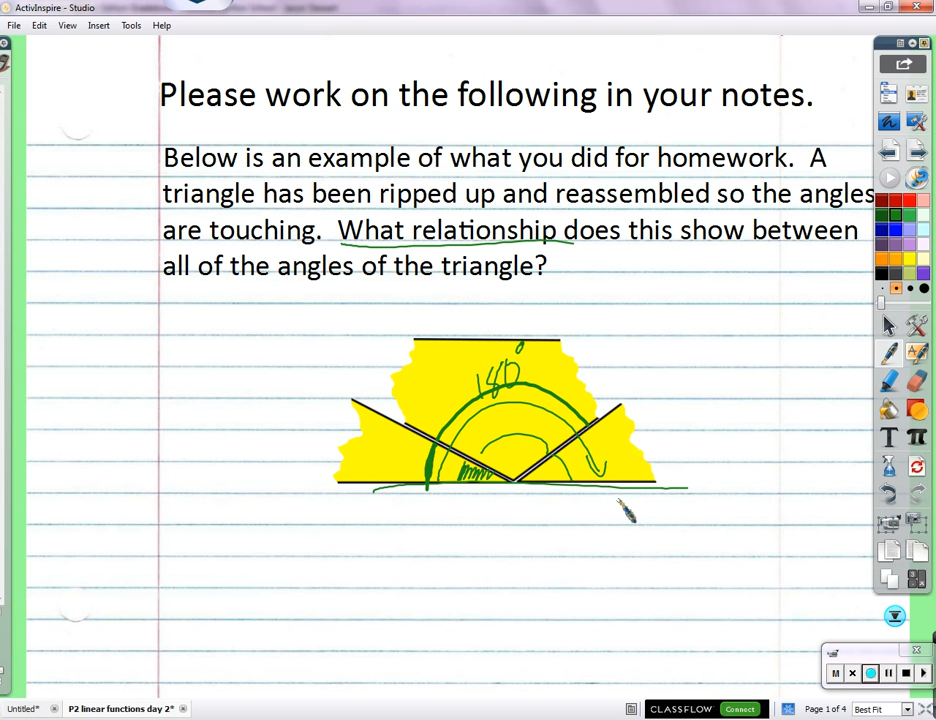 ActivInspire - Studio
File Edit View Insert Tools Help
Please work on the following in your notes.
Below is an example of what you did for homework. A
triangle has been ripped up and reassembled so the angles
are touching. What relationship does this show between
all of the angles of the triangle?
180°
M
Untitled* P2 linear functions day 2* CLASSFLOW Connect Page 1 of 4 Best Fit